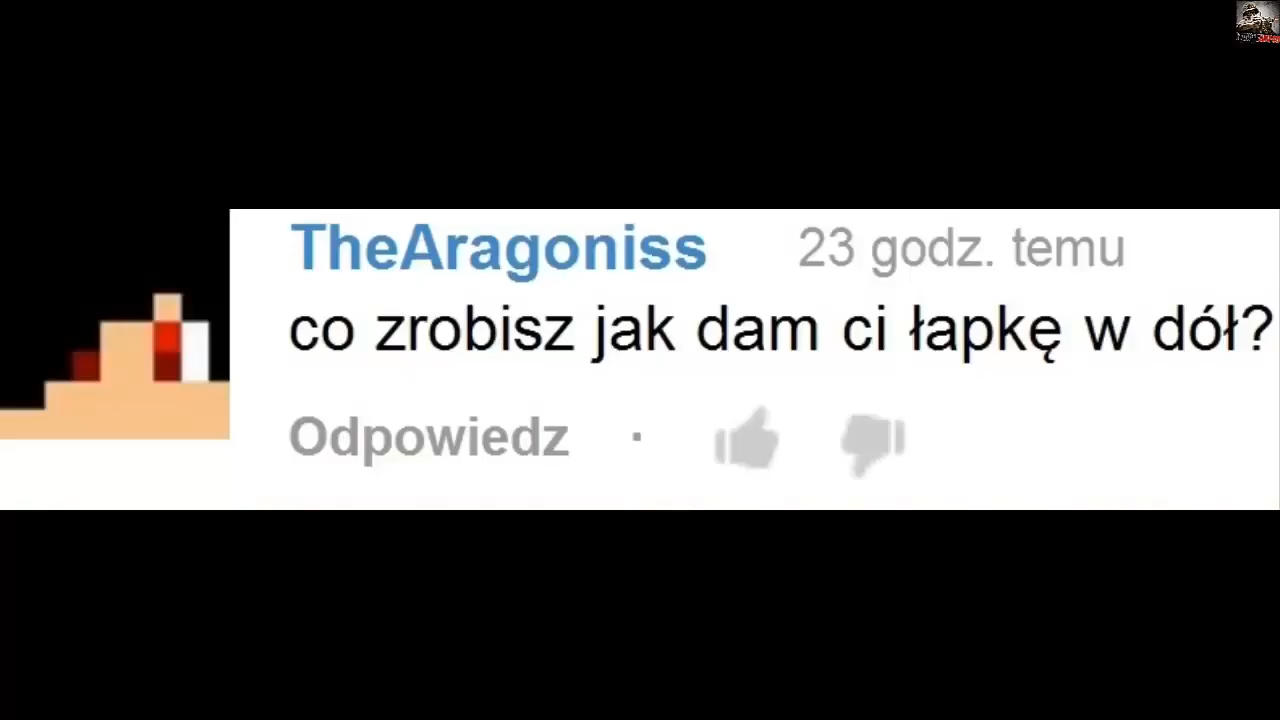 TheAragoniss 23 godz. temu
co zrobisz jak dam ci łapkę w dół?
Odpowiedz ·